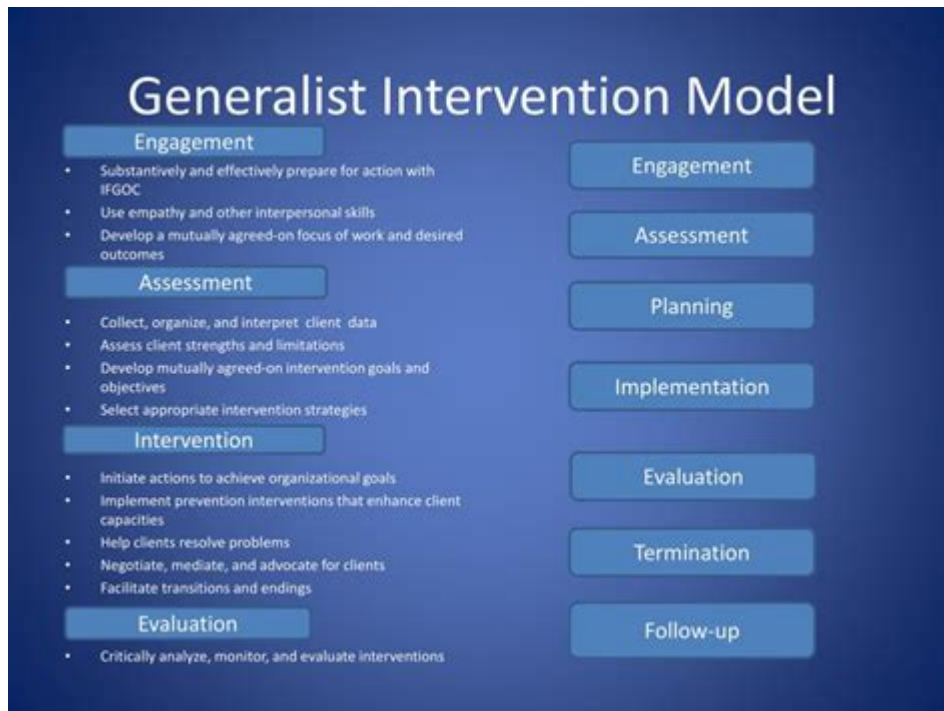 Generalist Intervention Model
Engagement
• Substantively and effectively prepare for action with
IFGOC
• Use empathy and other interpersonal skills
• Develop a mutually agreed-on focus of work and desired
outcomes
Assessment
• Collect, organize, and interpret client data
• Assess client strengths and limitations
• Develop mutually agreed-on intervention goals and
objectives
• Select appropriate intervention strategies
Intervention
• Initiate actions to achieve organizational goals
• Implement prevention interventions that enhance client
capacities
• Help clients resolve problems
• Negotiate, mediate, and advocate for clients
• Facilitate transitions and endings
Evaluation
• Critically analyze, monitor, and evaluate interventions
Engagement
Assessment
Planning
Implementation
Evaluation
Termination
Follow-up